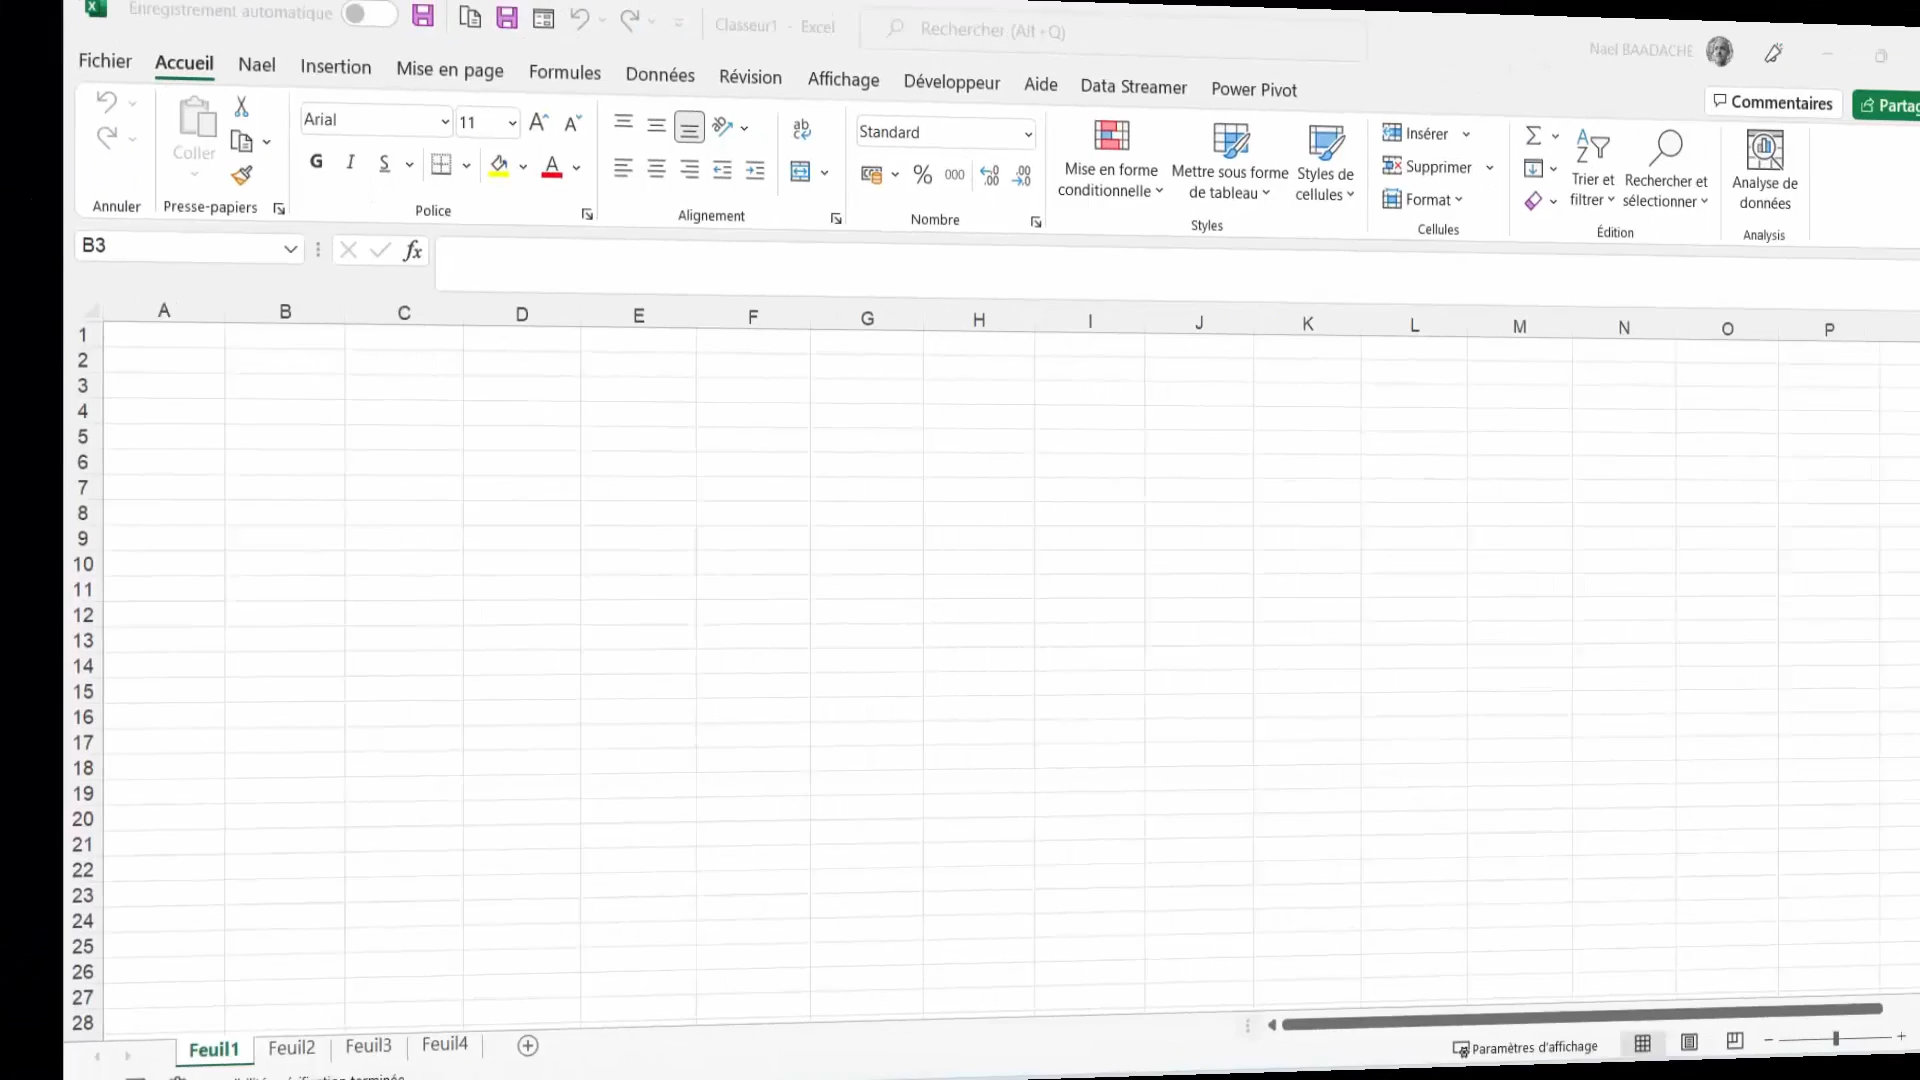 Enregistrement automatique
Classeur1 - Excel
Rechercher (Alt+Q)
Nael BAADACHE
Fichier Accueil Nael Insertion Mise en page Formules Données Révision Affichage Développeur Aide Data Streamer Power Pivot
Commentaires
Partag
Coller
Annuler
Presse-papiers
Arial
11
G I S
Police
ab
Alignement
Standard
% 000
Nombre
Mise en forme
conditionnelle
Mettre sous forme
de tableau
Styles de
cellules
Styles
Insérer
Supprimer
Format
Cellules
Trier et
filtrer
Rechercher et
sélectionner
Édition
Analyse de
données
Analysis
B3
fx
A B C D E F G H I J K L M N O P
1
2
3
4
5
6
7
8
9
10
11
12
13
14
15
16
17
18
19
20
21
22
23
24
25
26
27
28
Feuil1 Feuil2 Feuil3 Feuil4
Paramètres d'affichage